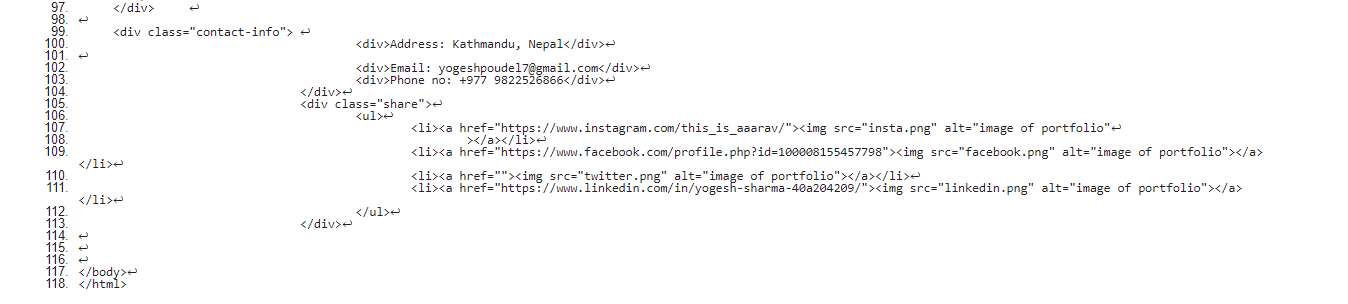 97. </div> ↩
98. ↩
99. <div class="contact-info"> ↩
100. <div>Address: Kathmandu, Nepal</div>↩
101. ↩
102. <div>Email: yogeshpoudel7@gmail.com</div>↩
103. <div>Phone no: +977 9822526866</div>↩
104. </div>↩
105. <div class="share">↩
106. <ul>↩
107. <li><a href="https://www.instagram.com/this_is_aaarav/"><img src="insta.png" alt="image of portfolio"↩
108. ></a></li>↩
109. <li><a href="https://www.facebook.com/profile.php?id=100008155457798"><img src="facebook.png" alt="image of portfolio"></a>
</li>↩
110. <li><a href=""><img src="twitter.png" alt="image of portfolio"></a></li>↩
111. <li><a href="https://www.linkedin.com/in/yogesh-sharma-40a204209/"><img src="linkedin.png" alt="image of portfolio"></a>
</li>↩
112. </ul>↩
113. </div>↩
114. ↩
115. ↩
116. ↩
117. </body>↩
118. </html>